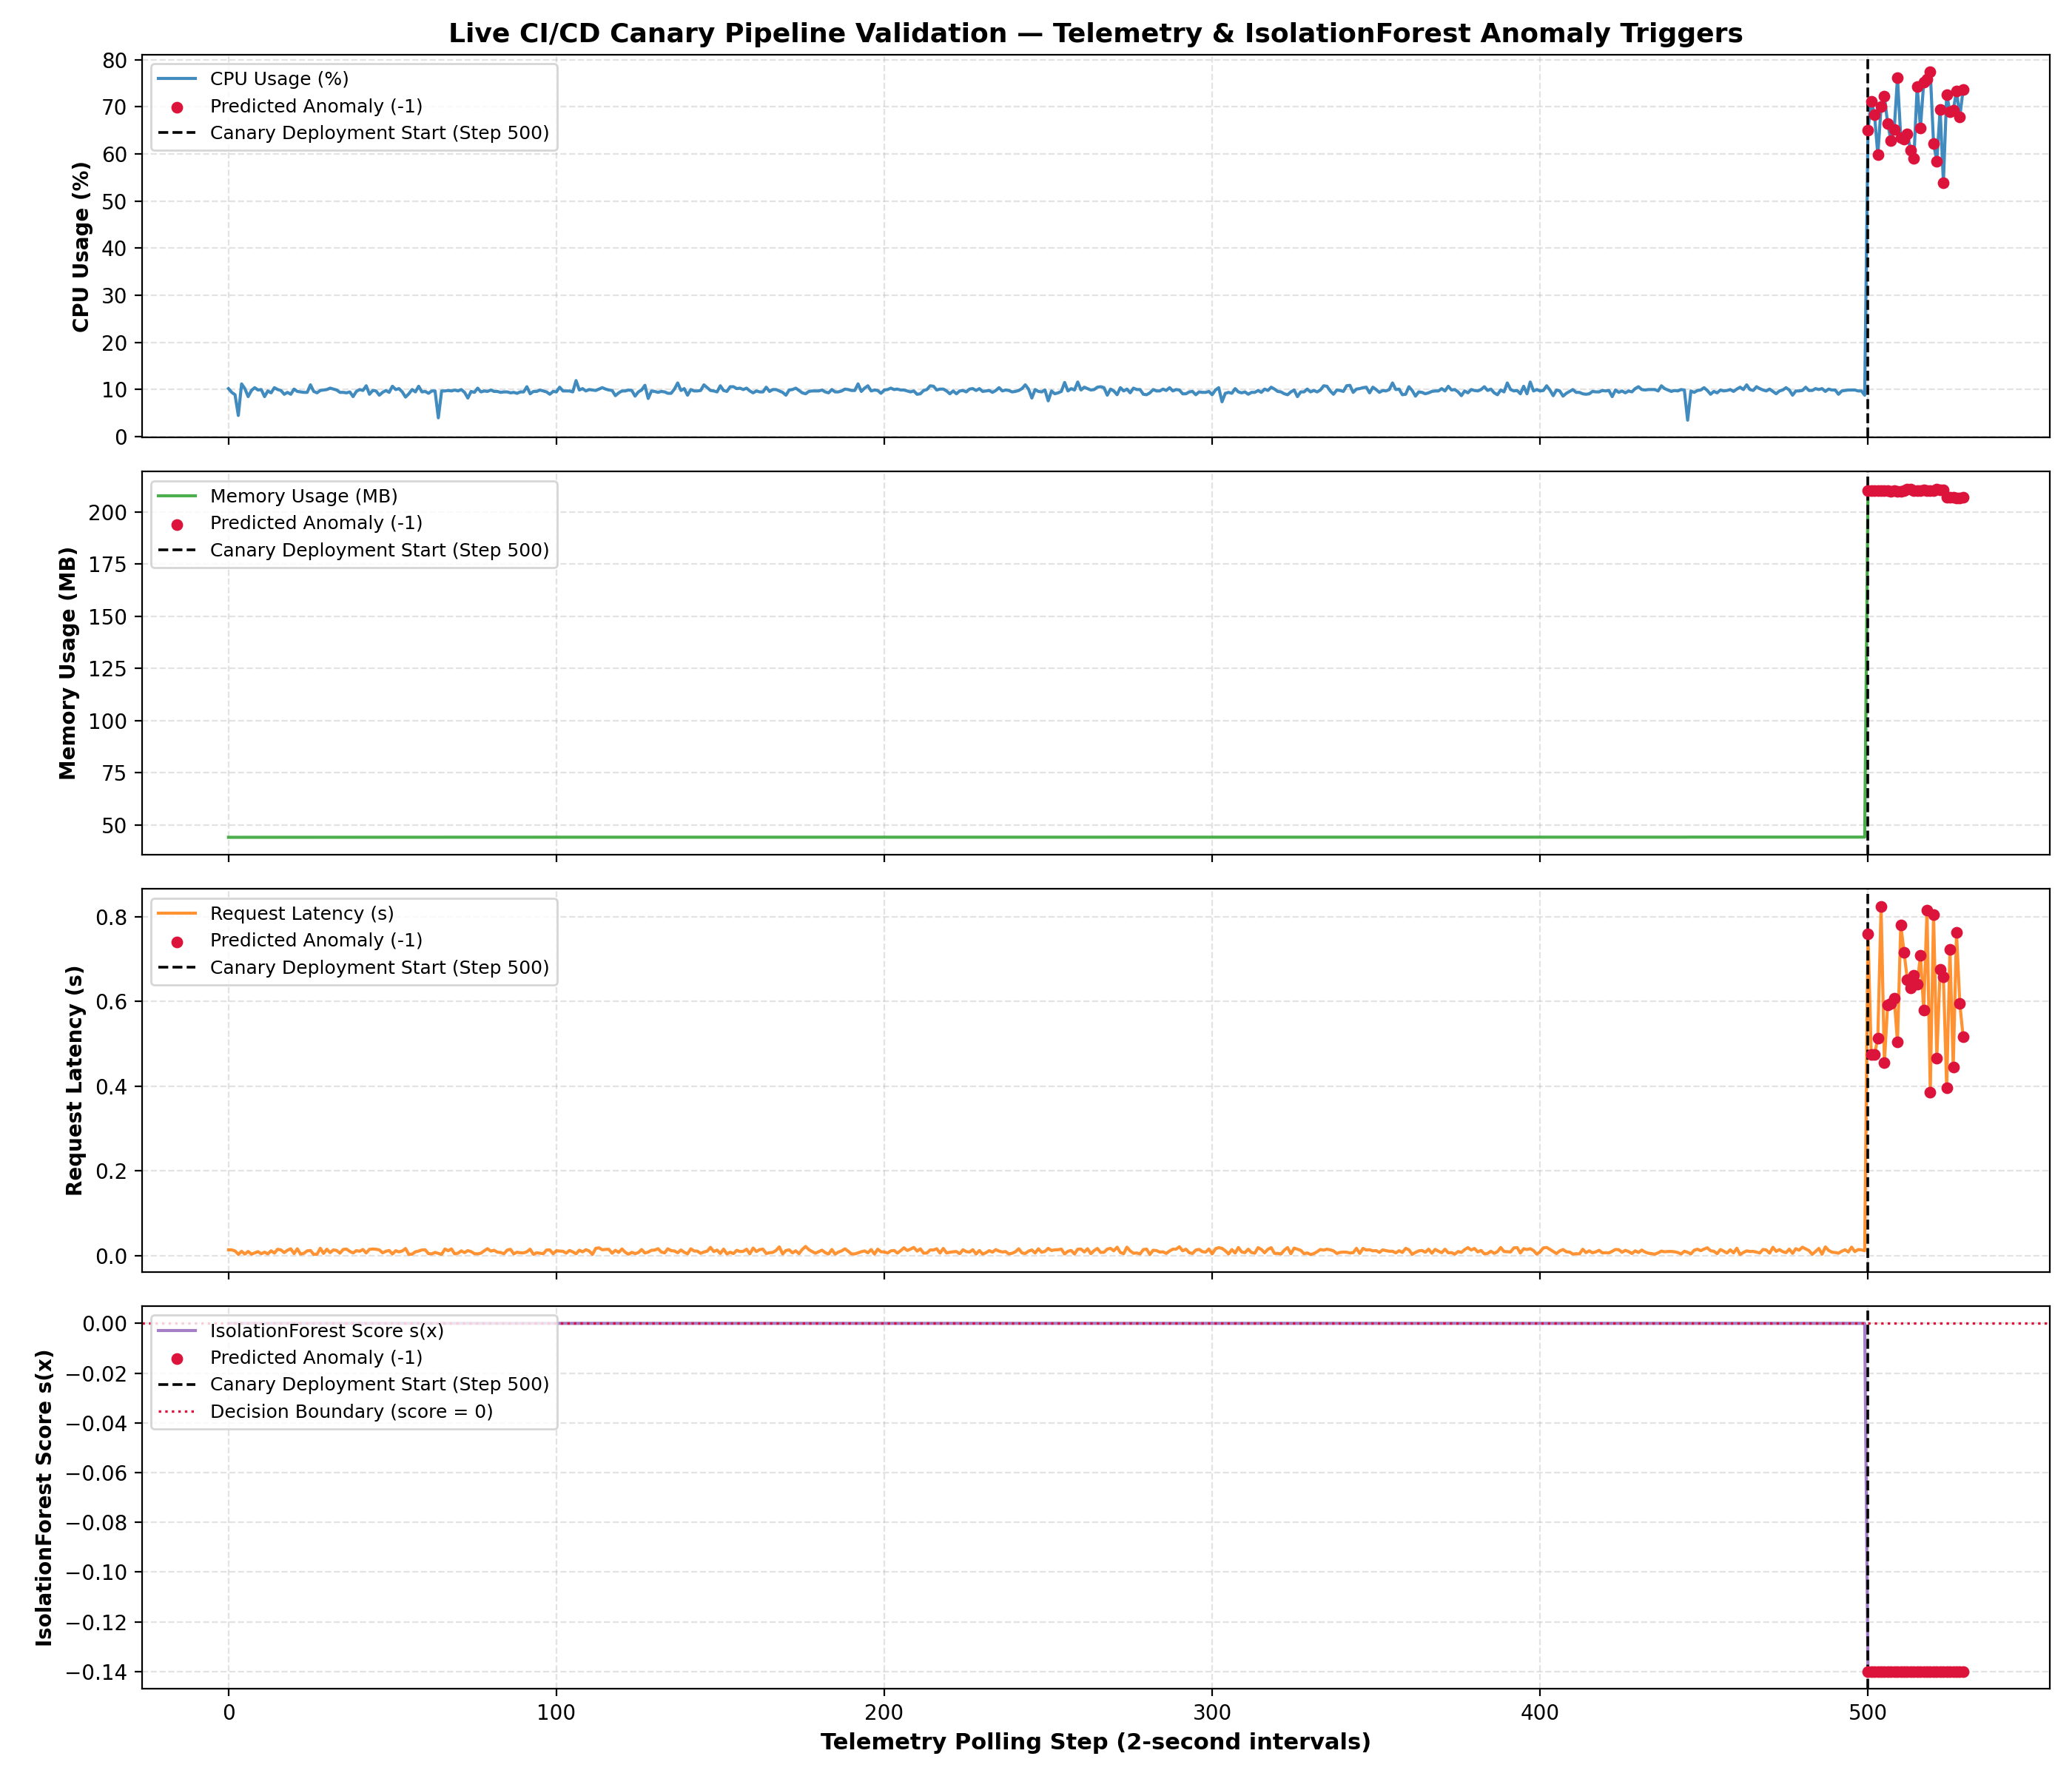 Live CI/CD Canary Pipeline Validation — Telemetry & IsolationForest Anomaly Triggers
CPU Usage (%)
80
70
60
50
40
30
20
10
0
CPU Usage (%)
Predicted Anomaly (-1)
Canary Deployment Start (Step 500)
Memory Usage (MB)
200
175
150
125
100
75
50
Memory Usage (MB)
Predicted Anomaly (-1)
Canary Deployment Start (Step 500)
Request Latency (s)
0.8
0.6
0.4
0.2
0.0
Request Latency (s)
Predicted Anomaly (-1)
Canary Deployment Start (Step 500)
IsolationForest Score s(x)
0.00
−0.02
−0.04
−0.06
−0.08
−0.10
−0.12
−0.14
IsolationForest Score s(x)
Predicted Anomaly (-1)
Canary Deployment Start (Step 500)
Decision Boundary (score = 0)
0 100 200 300 400 500
Telemetry Polling Step (2-second intervals)